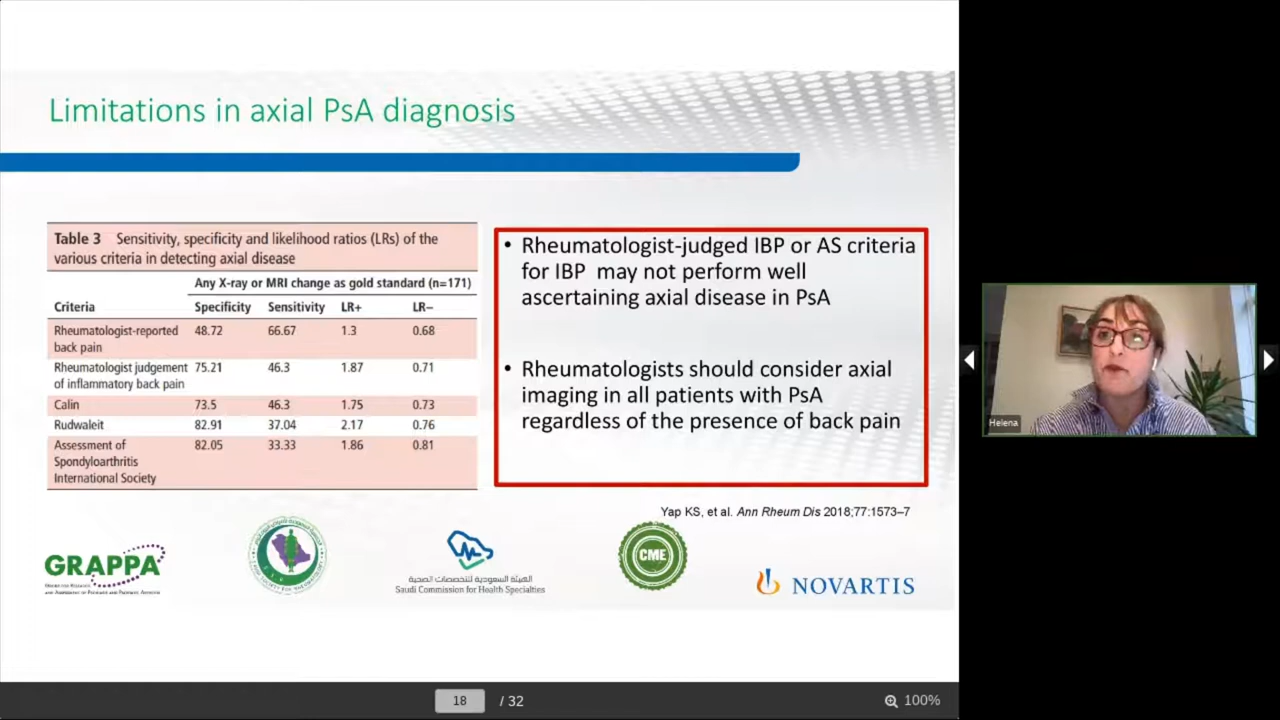 Limitations in axial PsA diagnosis
Table 3 Sensitivity, specificity and likelihood ratios (LRs) of the
various criteria in detecting axial disease
Any X-ray or MRI change as gold standard (n=171)
Criteria Specificity Sensitivity LR+ LR−
Rheumatologist-reported 48.72 66.67 1.3 0.68
back pain
Rheumatologist judgement 75.21 46.3 1.87 0.71
of inflammatory back pain
Calin 73.5 46.3 1.75 0.73
Rudwaleit 82.91 37.04 2.17 0.76
Assessment of 82.05 33.33 1.86 0.81
Spondyloarthritis
International Society
• Rheumatologist-judged IBP or AS criteria
for IBP may not perform well
ascertaining axial disease in PsA
• Rheumatologists should consider axial
imaging in all patients with PsA
regardless of the presence of back pain
Yap KS, et al. Ann Rheum Dis 2018;77:1573–7
GRAPPA
الهيئة السعودية للتخصصات الصحية
Saudi Commission for Health Specialties
CME
NOVARTIS
Helena
18 / 32
100%